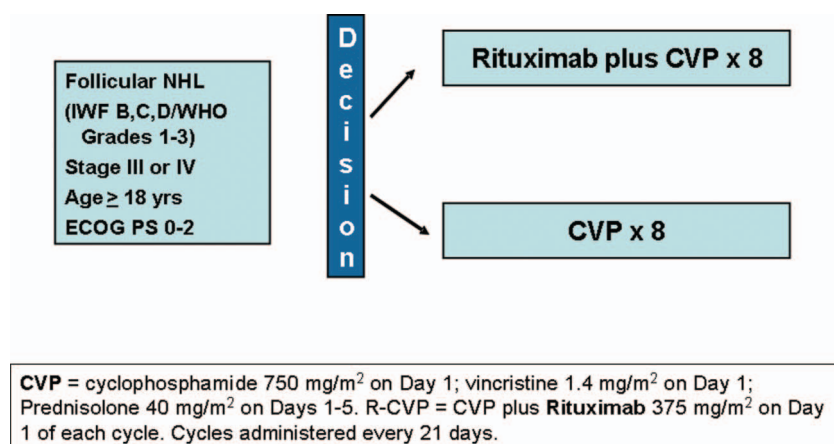 Follicular NHL
(IWF B,C,D/WHO
Grades 1-3)
Stage III or IV
Age ≥ 18 yrs
ECOG PS 0-2
Decision
Rituximab plus CVP x 8
CVP x 8
CVP = cyclophosphamide 750 mg/m² on Day 1; vincristine 1.4 mg/m² on Day 1;
Prednisolone 40 mg/m² on Days 1-5. R-CVP = CVP plus Rituximab 375 mg/m² on Day
1 of each cycle. Cycles administered every 21 days.